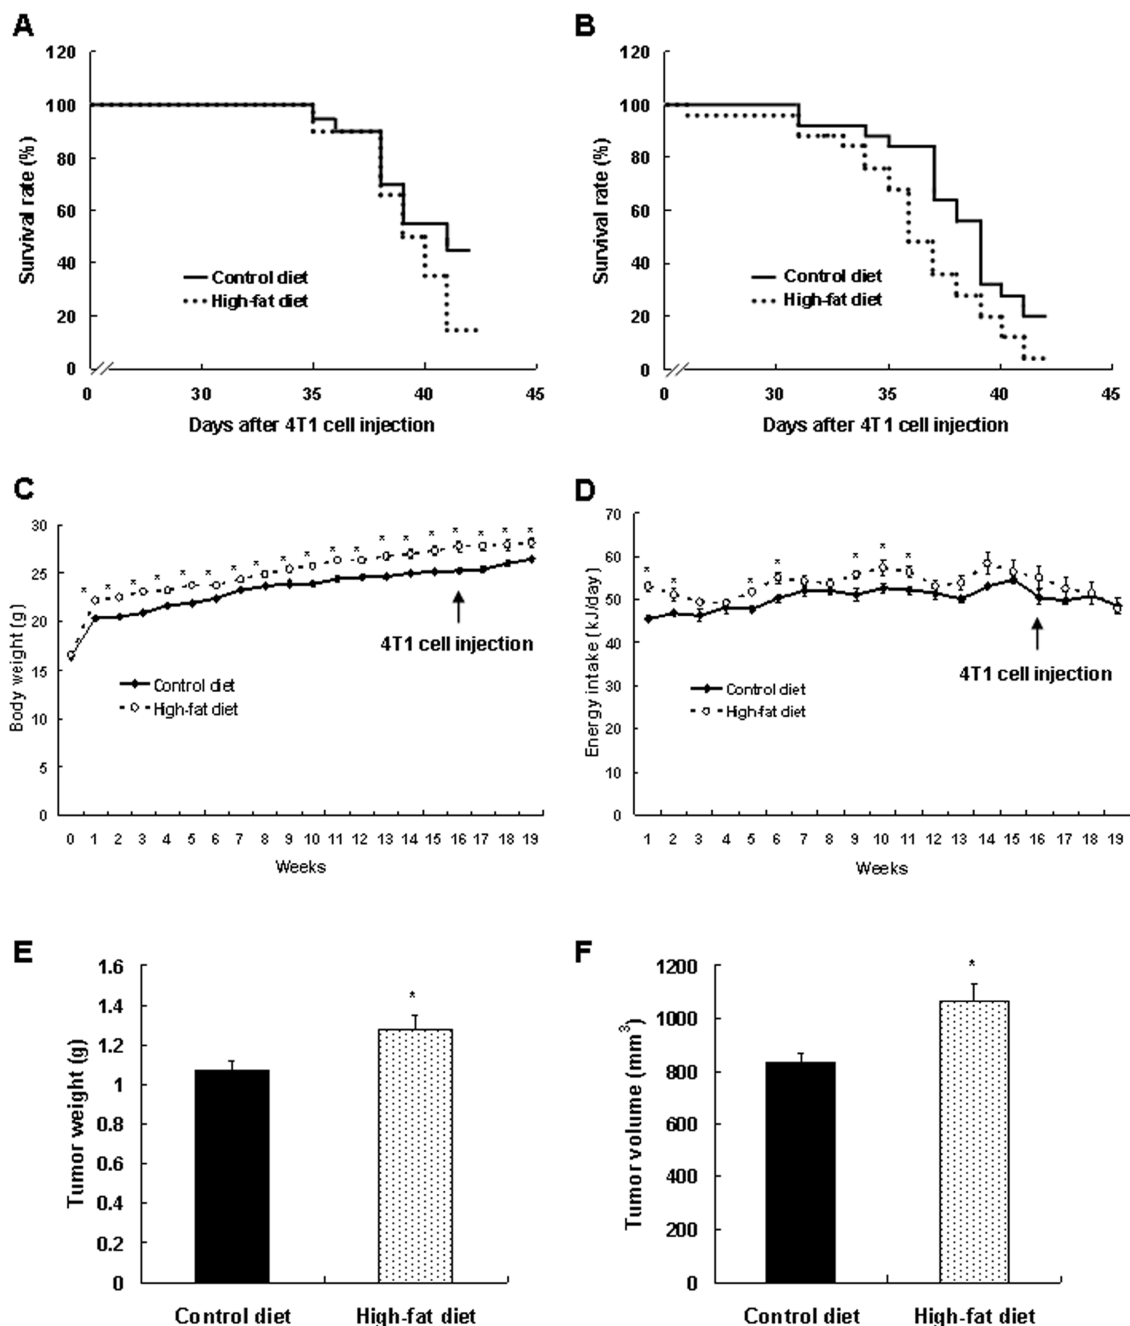 A
120
100
80
60
40
20
0
Survival rate (%)
Control diet
High-fat diet
0 30 35 40 45
Days after 4T1 cell injection
B
120
100
80
60
40
20
0
Survival rate (%)
Control diet
High-fat diet
0 30 35 40 45
Days after 4T1 cell injection
C
30
25
20
15
10
5
0
Body weight (g)
* * * * * * * * * * * * * * * * * * *
4T1 cell injection
Control diet
High-fat diet
0 1 2 3 4 5 6 7 8 9 10 11 12 13 14 15 16 17 18 19
Weeks
D
70
60
50
40
30
20
10
0
Energy intake (kJ/day)
* * * * * * *
4T1 cell injection
Control diet
High-fat diet
1 2 3 4 5 6 7 8 9 10 11 12 13 14 15 16 17 18 19
Weeks
E
1.6
1.4
1.2
1
0.8
0.6
0.4
0.2
0
Tumor weight (g)
*
Control diet High-fat diet
F
1200
1000
800
600
400
200
0
Tumor volume (mm3)
*
Control diet High-fat diet